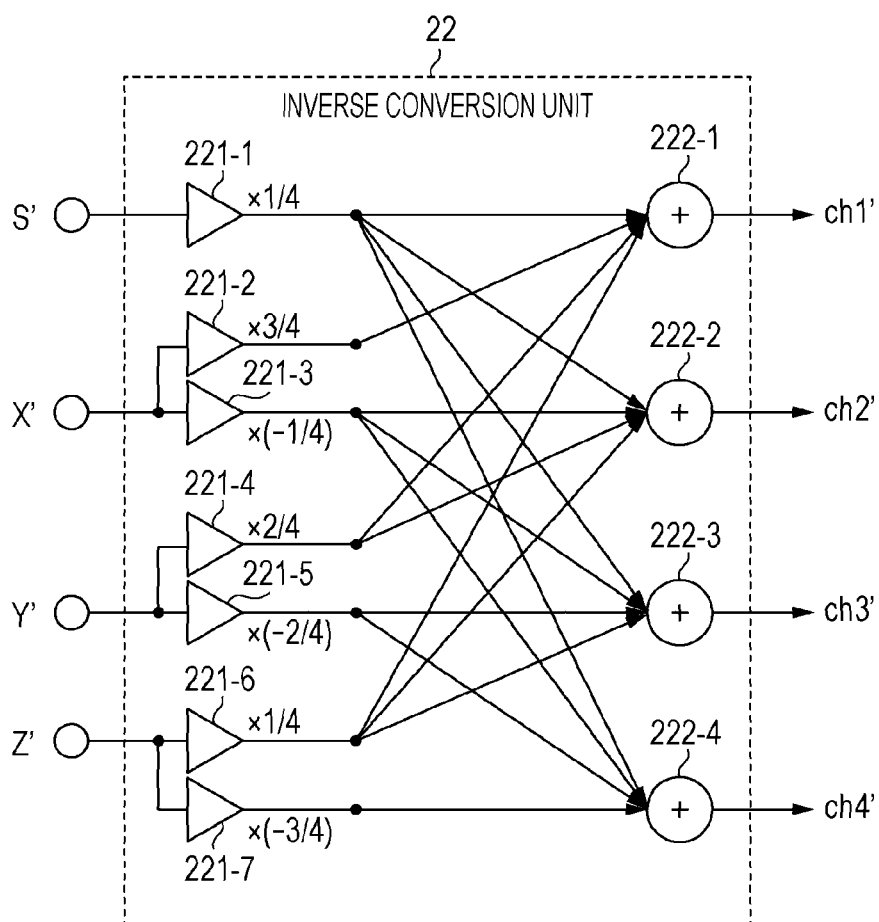 22
INVERSE CONVERSION UNIT
221-1
222-1
S'
×1/4
ch1'
221-2
×3/4
222-2
221-3
X'
×(−1/4)
ch2'
221-4
×2/4
222-3
221-5
Y'
×(−2/4)
ch3'
221-6
×1/4
222-4
Z'
×(−3/4)
ch4'
221-7